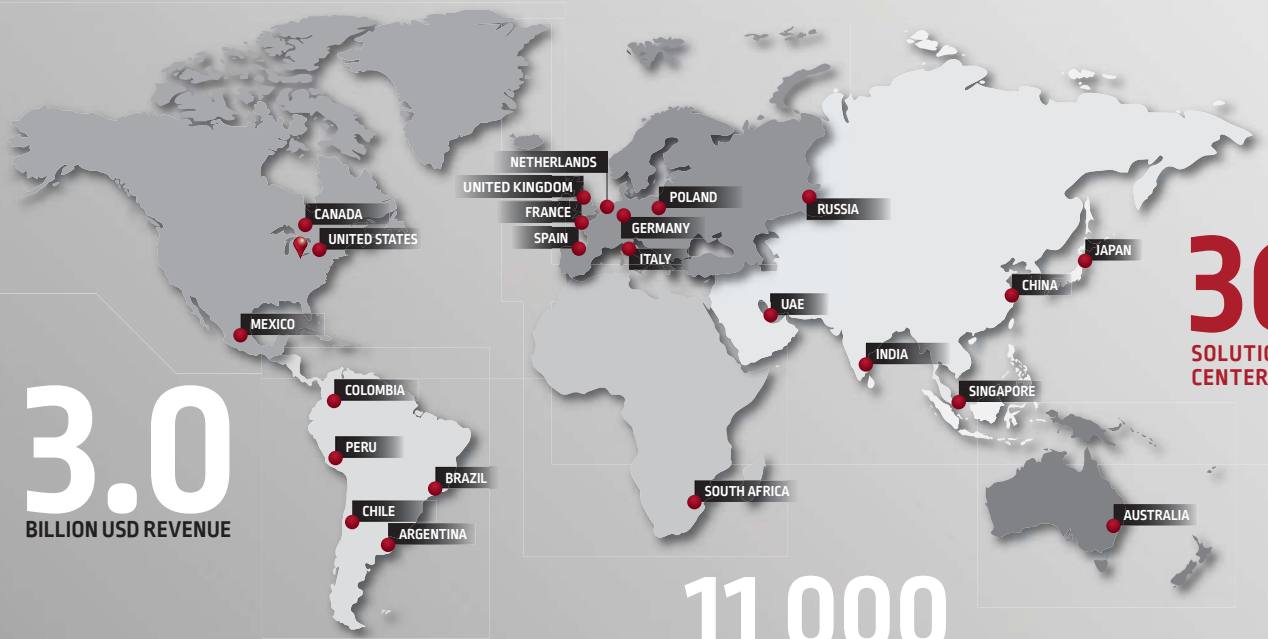 NETHERLANDS
UNITED KINGDOM
POLAND
CANADA
FRANCE
RUSSIA
UNITED STATES
SPAIN
GERMANY
ITALY
JAPAN
CHINA
UAE
MEXICO
INDIA
COLOMBIA
SINGAPORE
PERU
BRAZIL
SOUTH AFRICA
CHILE
AUSTRALIA
ARGENTINA
3.0
BILLION USD REVENUE
11 000